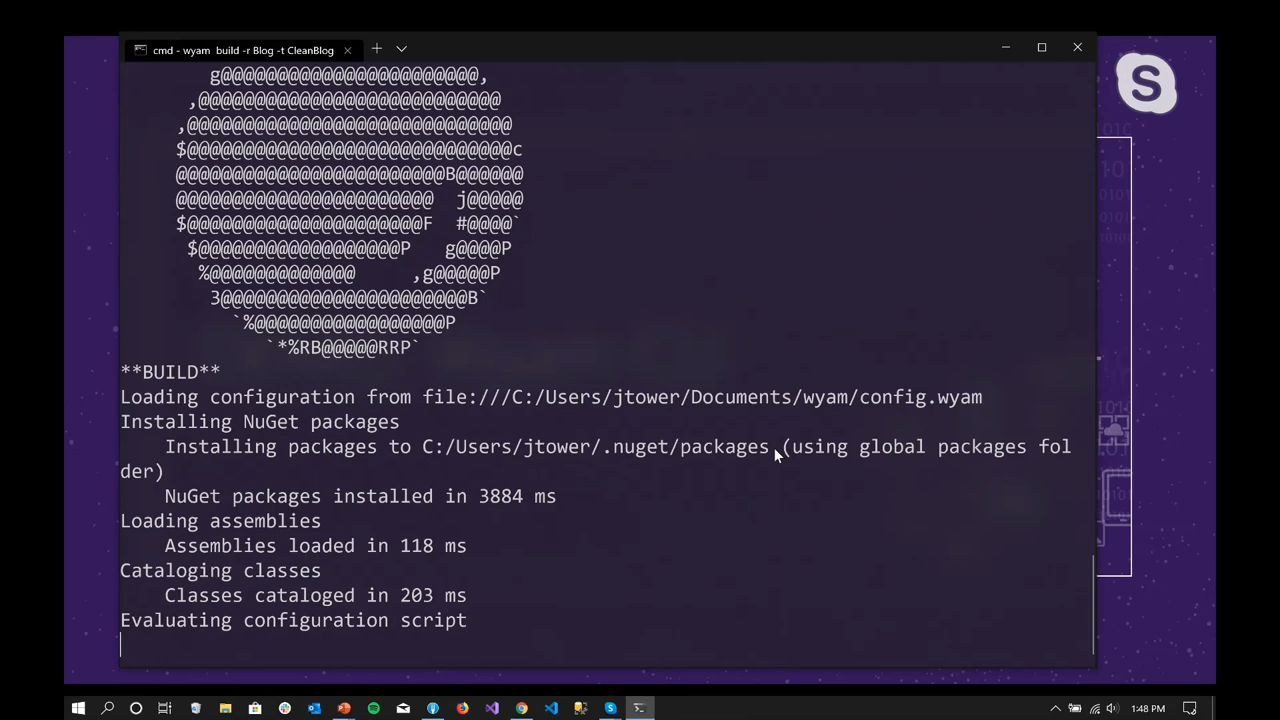 cmd - wyam  build -r Blog -t CleanBlog
S
g@@@@@@@@@@@@@@@@@@@@@@@,
,@@@@@@@@@@@@@@@@@@@@@@@@@@@
,@@@@@@@@@@@@@@@@@@@@@@@@@@@@@
$@@@@@@@@@@@@@@@@@@@@@@@@@@@@@c
@@@@@@@@@@@@@@@@@@@@@@@@B@@@@@@
@@@@@@@@@@@@@@@@@@@@@@@  j@@@@@
$@@@@@@@@@@@@@@@@@@@@@F  #@@@@`
$@@@@@@@@@@@@@@@@@@P   g@@@@P
%@@@@@@@@@@@@@     ,g@@@@@P
3@@@@@@@@@@@@@@@@@@@@@@B`
`%@@@@@@@@@@@@@@@@@P
`*%RB@@@@@RRP`
**BUILD**
Loading configuration from file:///C:/Users/jtower/Documents/wyam/config.wyam
Installing NuGet packages
Installing packages to C:/Users/jtower/.nuget/packages (using global packages fol
der)
NuGet packages installed in 3884 ms
Loading assemblies
Assemblies loaded in 118 ms
Cataloging classes
Classes cataloged in 203 ms
Evaluating configuration script
1:48 PM